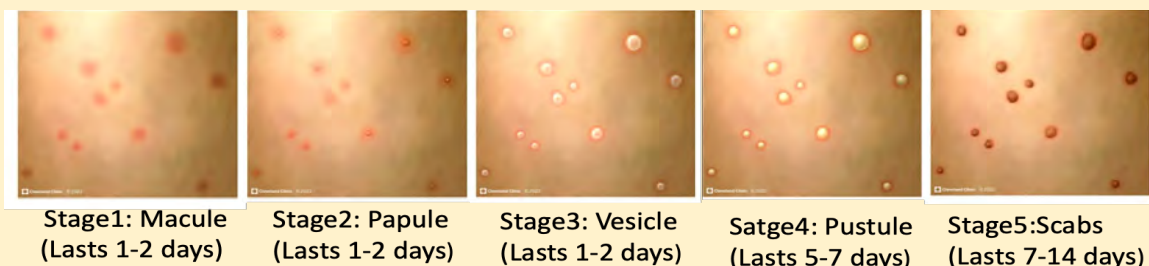 Stage1: Macule
(Lasts 1-2 days)
Stage2: Papule
(Lasts 1-2 days)
Stage3: Vesicle
(Lasts 1-2 days)
Satge4: Pustule
(Lasts 5-7 days)
Stage5:Scabs
(Lasts 7-14 days)